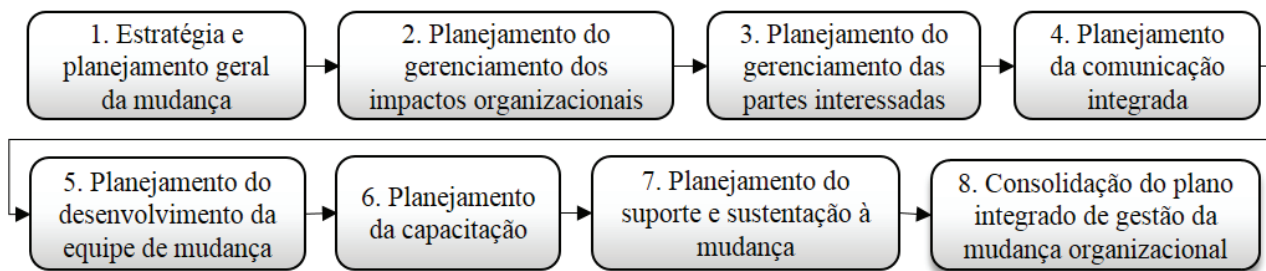 1. Estratégia e
planejamento geral
da mudança
2. Planejamento do
gerenciamento dos
impactos organizacionais
3. Planejamento do
gerenciamento das
partes interessadas
4. Planejamento
da comunicação
integrada
5. Planejamento do
desenvolvimento da
equipe de mudança
6. Planejamento
da capacitação
7. Planejamento do
suporte e sustentação à
mudança
8. Consolidação do plano
integrado de gestão da
mudança organizacional